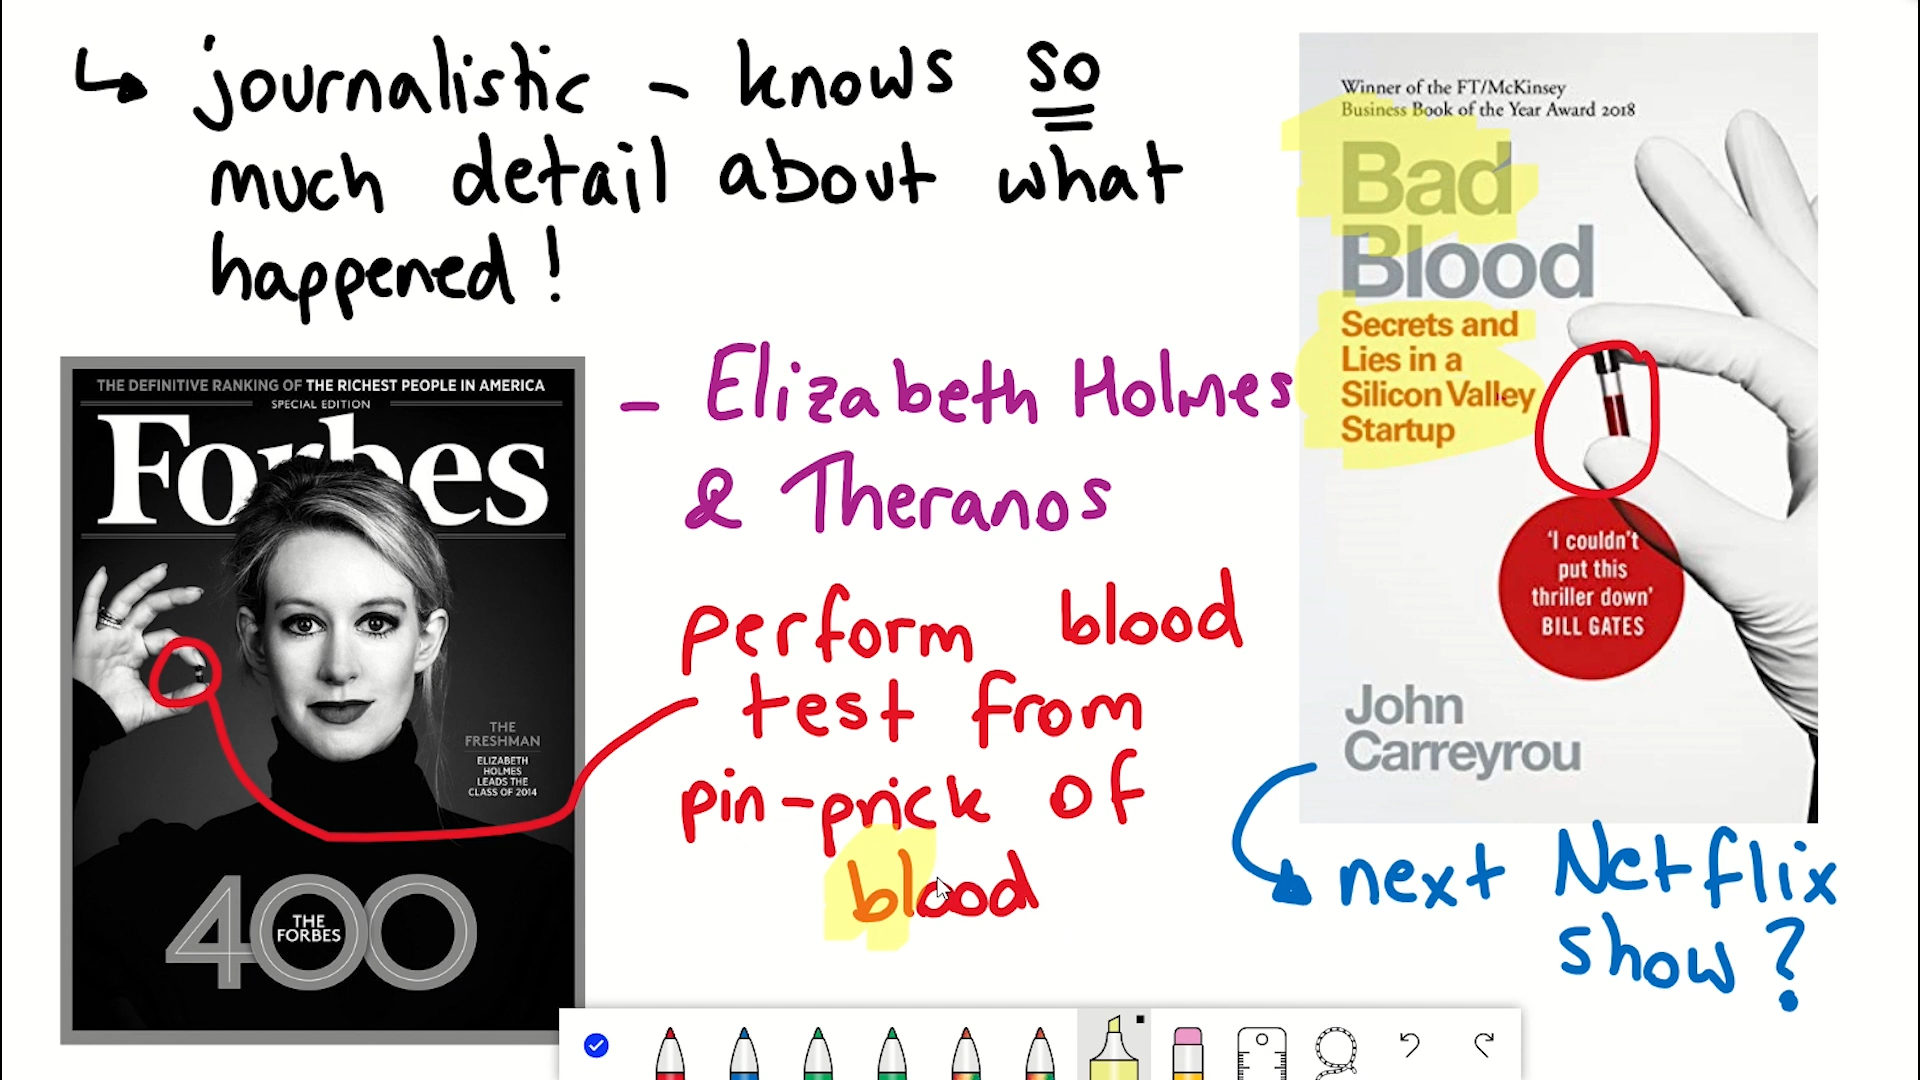 ↳ journalistic - knows so
much detail about what
happened!
THE DEFINITIVE RANKING OF THE RICHEST PEOPLE IN AMERICA
SPECIAL EDITION
Forbes
THE
FRESHMAN
ELIZABETH
HOLMES
LEADS THE
CLASS OF 2014
400
THE
FORBES
- Elizabeth Holmes
& Theranos
perform blood
test from
pin-prick of
blood
Winner of the FT/McKinsey
Business Book of the Year Award 2018
Bad
Blood
Secrets and
Lies in a
Silicon Valley
Startup
'I couldn't
put this
thriller down'
BILL GATES
John
Carreyrou
next Netflix
show?